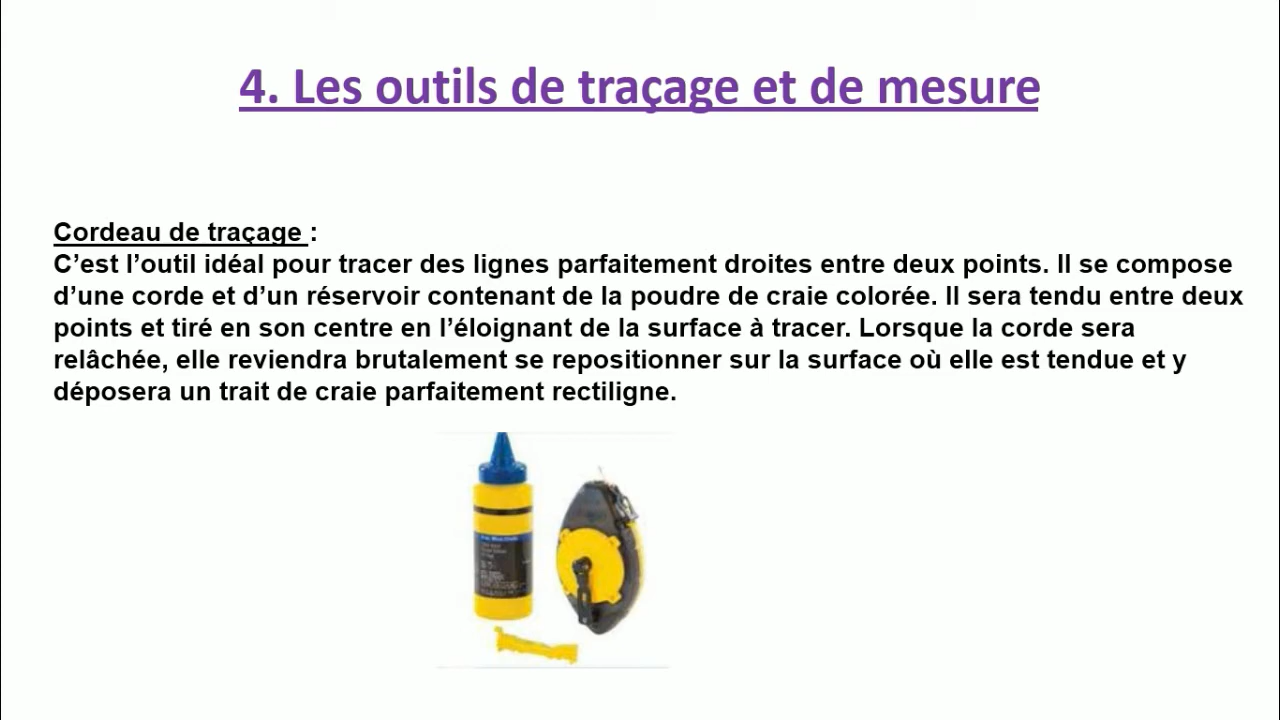 4. Les outils de traçage et de mesure
Cordeau de traçage :
C’est l’outil idéal pour tracer des lignes parfaitement droites entre deux points. Il se compose
d’une corde et d’un réservoir contenant de la poudre de craie colorée. Il sera tendu entre deux
points et tiré en son centre en l’éloignant de la surface à tracer. Lorsque la corde sera
relâchée, elle reviendra brutalement se repositionner sur la surface où elle est tendue et y
déposera un trait de craie parfaitement rectiligne.